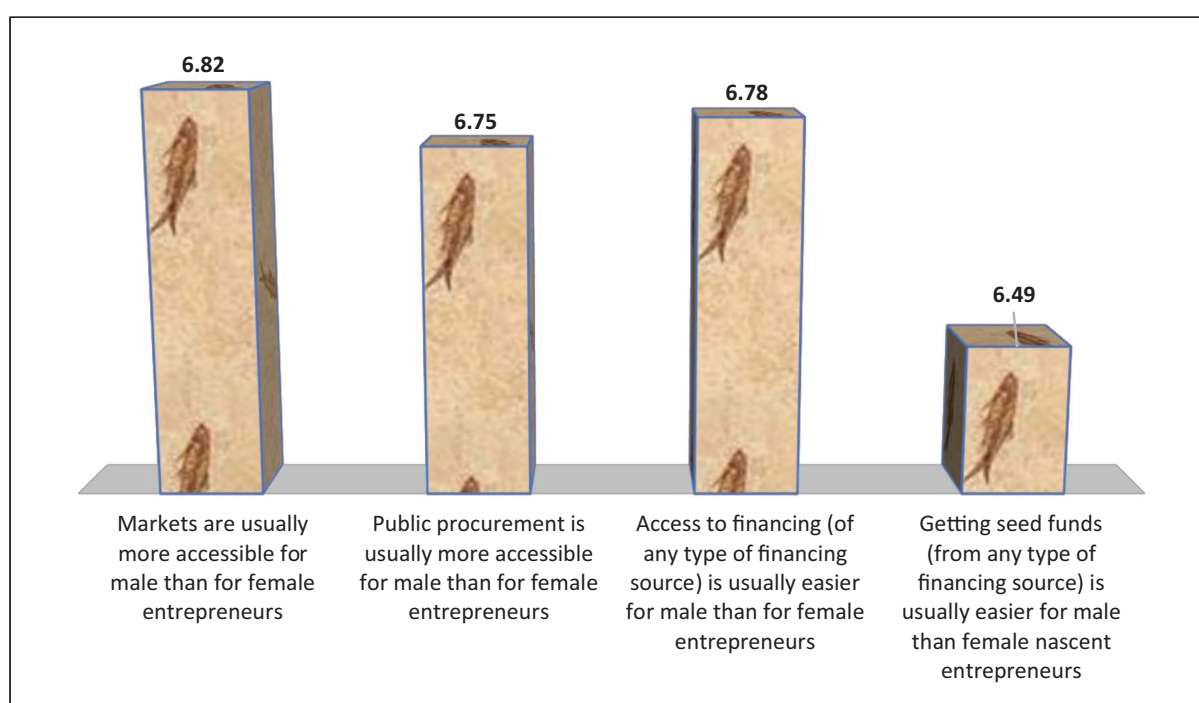 6.82
6.75
6.78
6.49
Markets are usually
more accessible for
male than for female
entrepreneurs
Public procurement is
usually more accessible
for male than for female
entrepreneurs
Access to financing (of
any type of financing
source) is usually easier
for male than for female
entrepreneurs
Getting seed funds
(from any type of
financing source) is
usually easier for male
than female nascent
entrepreneurs